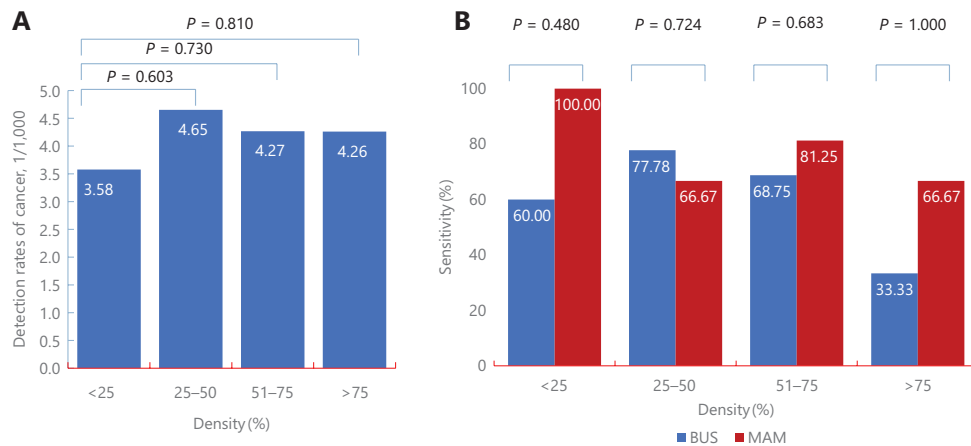 A
P = 0.810
P = 0.730
P = 0.603
Detection rates of cancer, 1/1,000
5.0
4.5
4.0
3.5
3.0
2.5
2.0
1.5
1.0
0.5
0.0
3.58
4.65
4.27
4.26
<25
25–50
51–75
>75
Density (%)
B
P = 0.480
P = 0.724
P = 0.683
P = 1.000
Sensitivity (%)
100
80
60
40
20
0
60.00
100.00
77.78
66.67
68.75
81.25
33.33
66.67
<25
25–50
51–75
>75
Density (%)
BUS
MAM